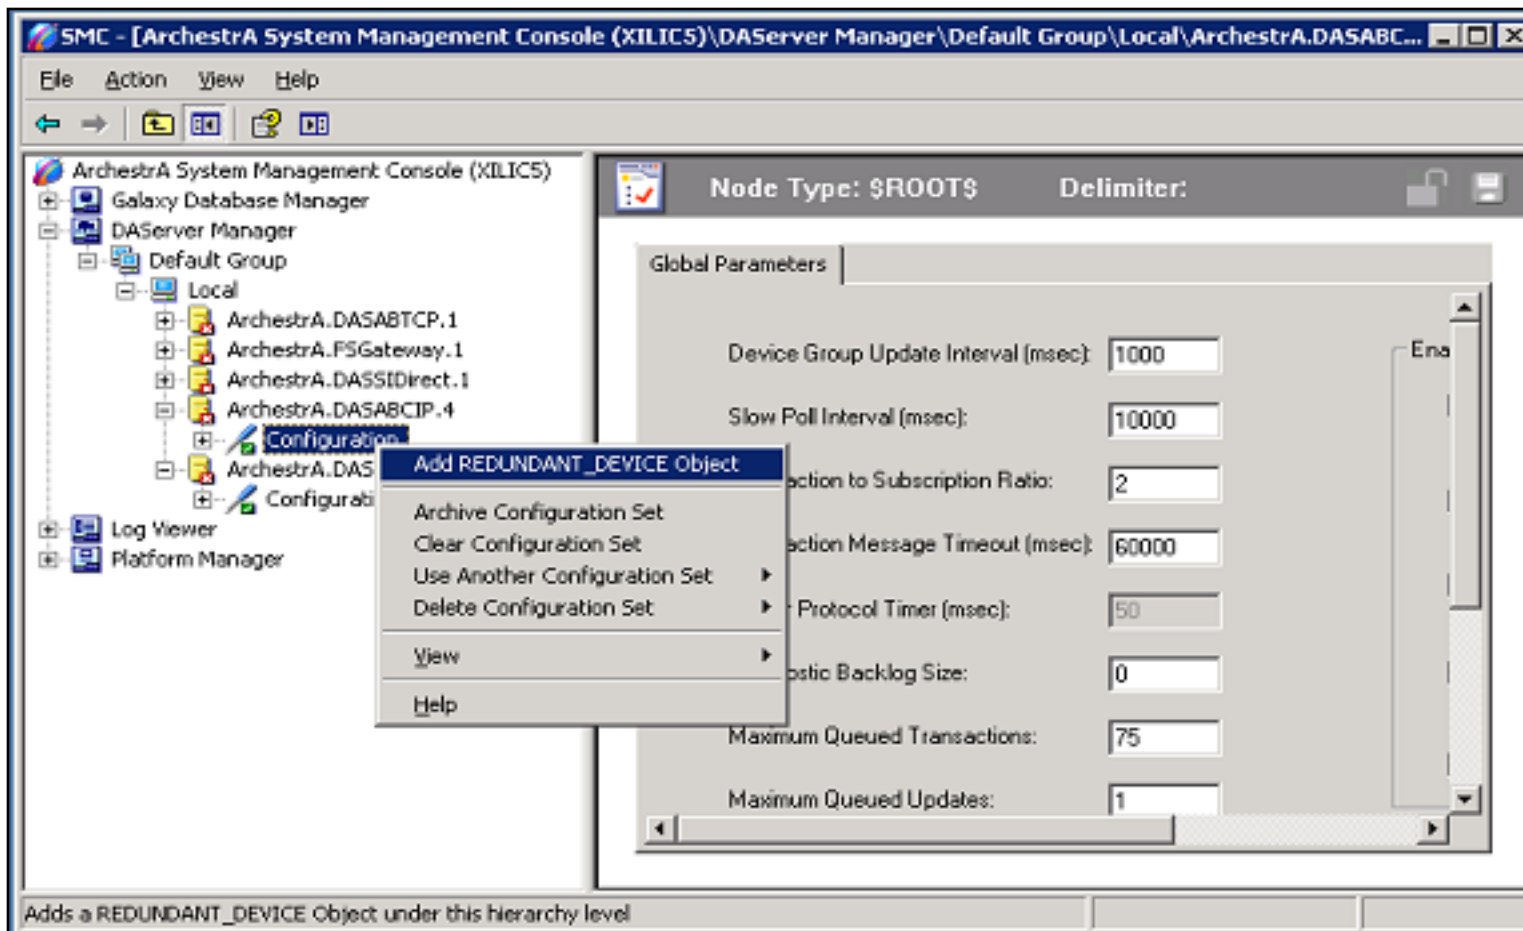 SMC - [ArchestrA System Management Console (XILIC5)\DAServer Manager\Default Group\Local\ArchestrA.DASABC...
File Action View Help
ArchestrA System Management Console (XILIC5)
Galaxy Database Manager
DAServer Manager
Default Group
Local
ArchestrA.DASABTCP.1
ArchestrA.FSGateway.1
ArchestrA.DASSIDirect.1
ArchestrA.DASABCIP.4
Configuration
ArchestrA.DAS
Configurati
Log Viewer
Platform Manager
Add REDUNDANT_DEVICE Object
Archive Configuration Set
Clear Configuration Set
Use Another Configuration Set
Delete Configuration Set
View
Help
Node Type: $ROOT$ Delimiter:
Global Parameters
Device Group Update Interval (msec): 1000
Ena
Slow Poll Interval (msec): 10000
action to Subscription Ratio: 2
action Message Timeout (msec): 60000
r Protocol Timer (msec): 50
ostic Backlog Size: 0
Maximum Queued Transactions: 75
Maximum Queued Updates: 1
Adds a REDUNDANT_DEVICE Object under this hierarchy level